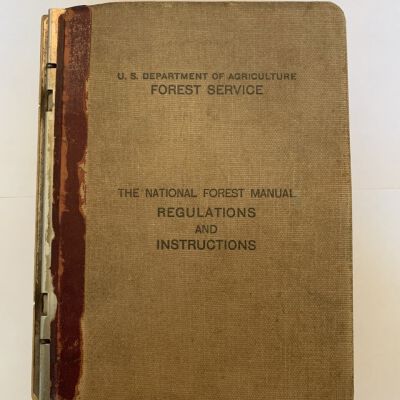 U. S. DEPARTMENT OF AGRICULTURE
FOREST SERVICE
THE NATIONAL FOREST MANUAL
REGULATIONS
AND
INSTRUCTIONS